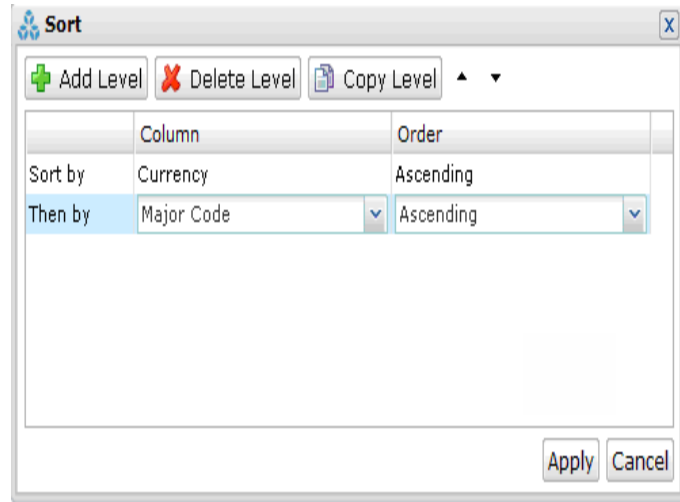 Sort X
Add Level Delete Level Copy Level
Column Order
Sort by Currency Ascending
Then by Major Code Ascending
Apply Cancel